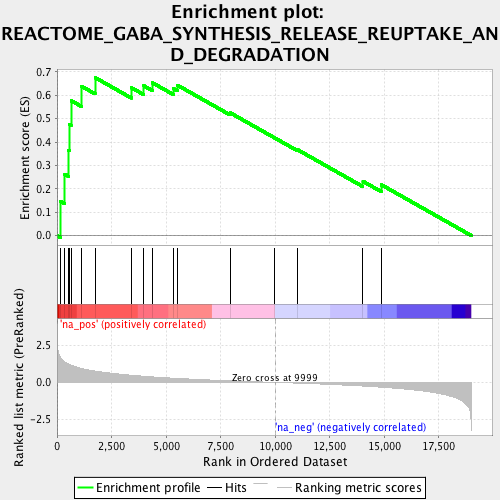 Enrichment plot:
REACTOME_GABA_SYNTHESIS_RELEASE_REUPTAKE_AN
D_DEGRADATION
Enrichment score (ES)
0.7
0.6
0.5
0.4
0.3
0.2
0.1
0.0
'na_pos' (positively correlated)
Ranked list metric (PreRanked)
2.5
0.0
-2.5
Zero cross at 9999
'na_neg' (negatively correlated)
0
2,500
5,000
7,500
10,000
12,500
15,000
17,500
Rank in Ordered Dataset
Enrichment profile
Hits
Ranking metric scores